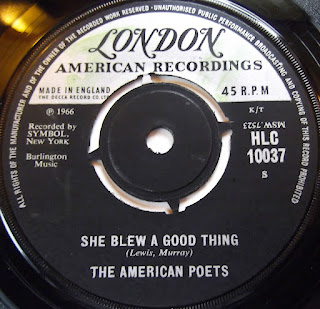 ALL RIGHTS OF THE MANUFACTURER AND OF THE OWNER OF THE RECORDED WORK RESERVED · UNAUTHORISED PUBLIC PERFORMANCE BROADCASTING AND COPYING OF THIS RECORD PROHIBITED
LONDON
AMERICAN RECORDINGS
MADE IN ENGLAND
THE DECCA RECORD CO LTD
45 R.P.M
℗ 1966
K/T
MSW.7525
Recorded by
SYMBOL,
NEW YORK
HLC
10037
Burlington
Music
S
SHE BLEW A GOOD THING
(Lewis, Murray)
THE AMERICAN POETS